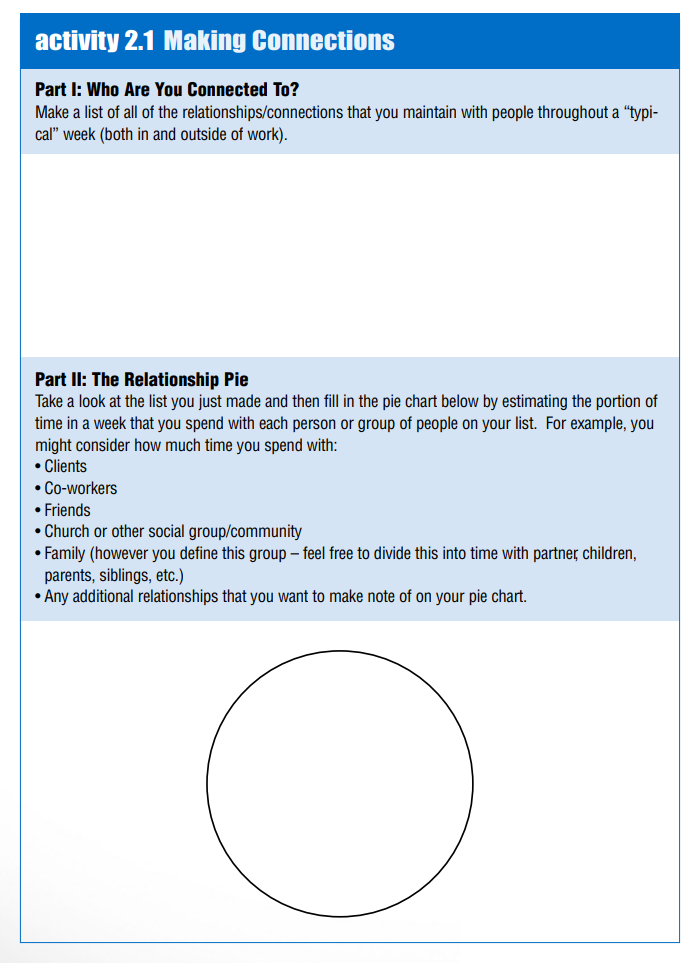 activity 2.1 Making Connections
Part I: Who Are You Connected To?
Make a list of all of the relationships/connections that you maintain with people throughout a “typi-
cal” week (both in and outside of work).
Part II: The Relationship Pie
Take a look at the list you just made and then fill in the pie chart below by estimating the portion of
time in a week that you spend with each person or group of people on your list.  For example, you
might consider how much time you spend with:
• Clients
• Co-workers
• Friends
• Church or other social group/community
• Family (however you define this group – feel free to divide this into time with partner, children,
parents, siblings, etc.)
• Any additional relationships that you want to make note of on your pie chart.